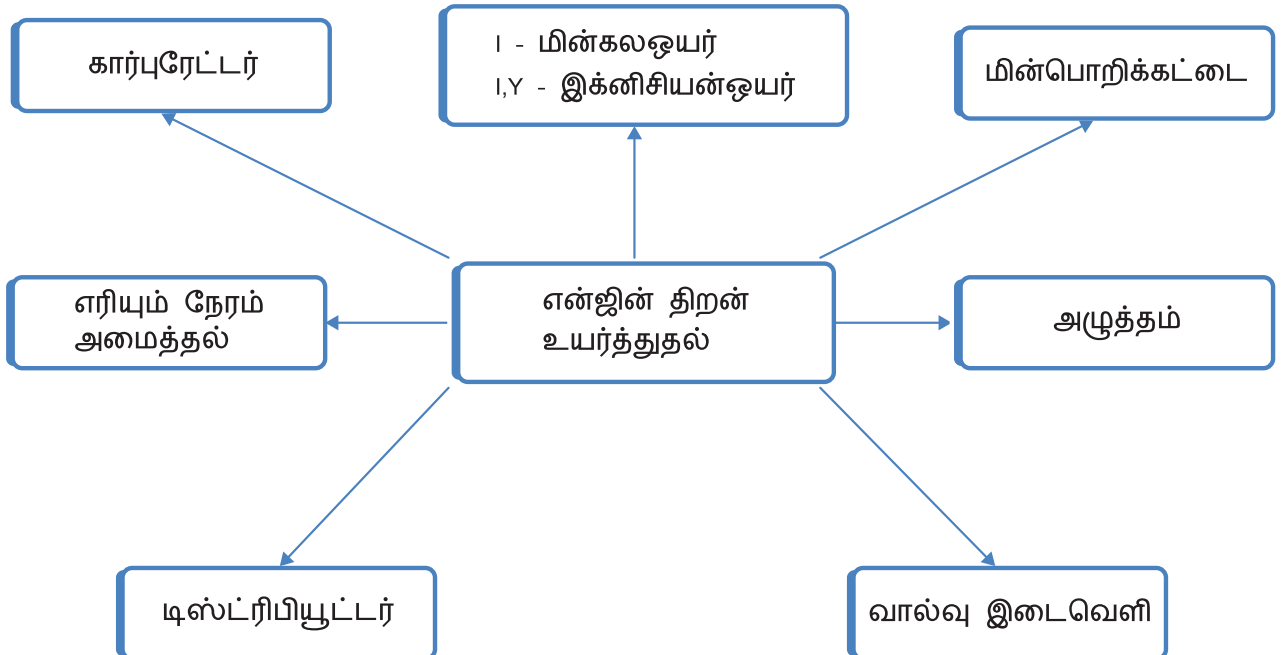 கார்புரேட்டர்
I - மின்கலஒயர்
I,Y - இக்னிசியன்ஒயர்
மின்பொறிக்கட்டை
எரியும் நேரம்
அமைத்தல்
என்ஜின் திறன்
உயர்த்துதல்
அழுத்தம்
டிஸ்ட்ரிபியூட்டர்
வால்வு இடைவெளி